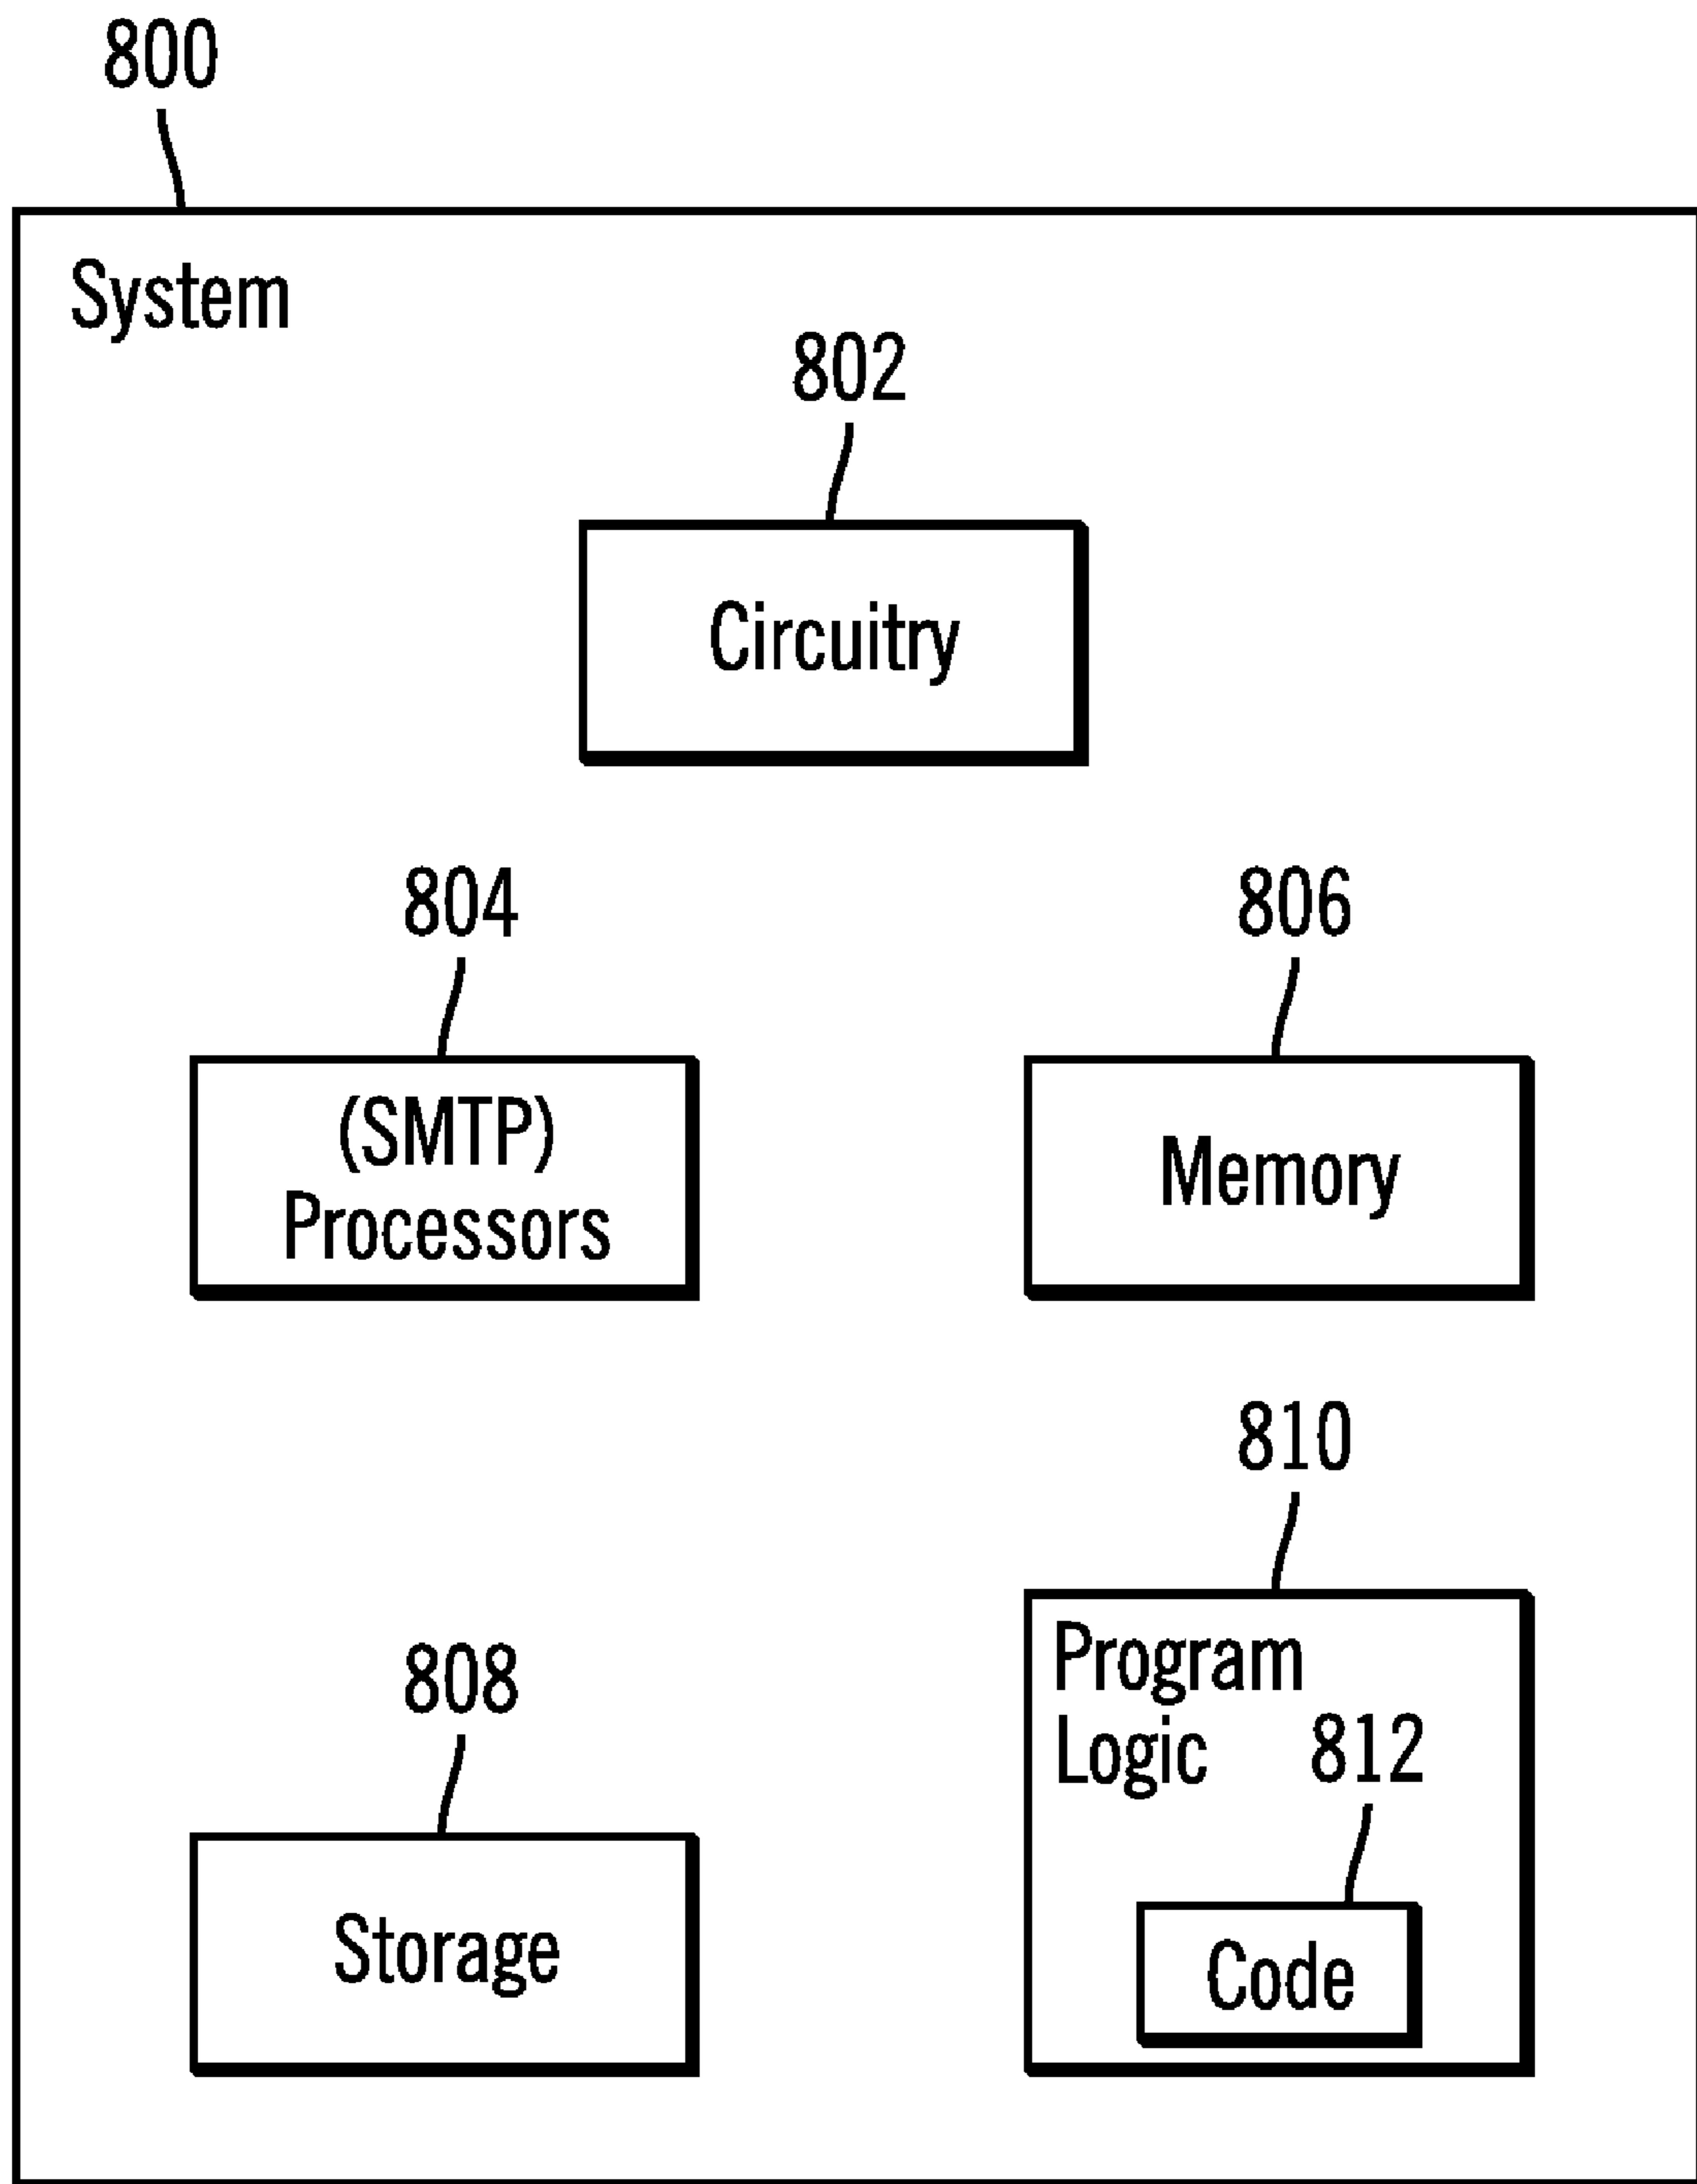 800
System
802
Circuitry
804
806
(SMTP)
Processors
Memory
810
808
Program
Logic
812
Storage
Code